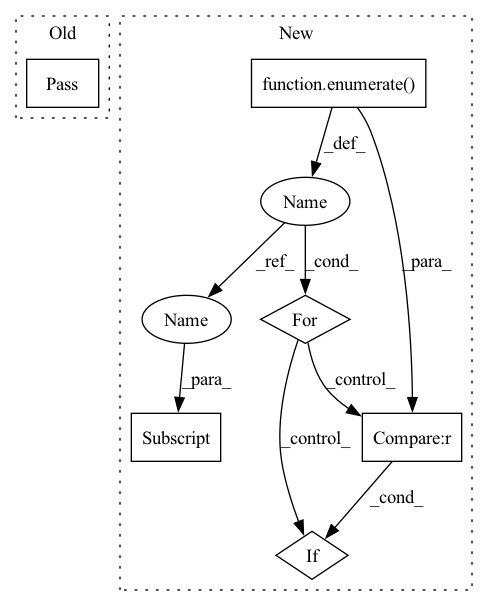 Old
New
Pass
function.enumerate()
_def_
Name
_ref_
_cond_
_para_
Name
For
_para_
_control_
Subscript
_control_
Compare:r
_cond_
If